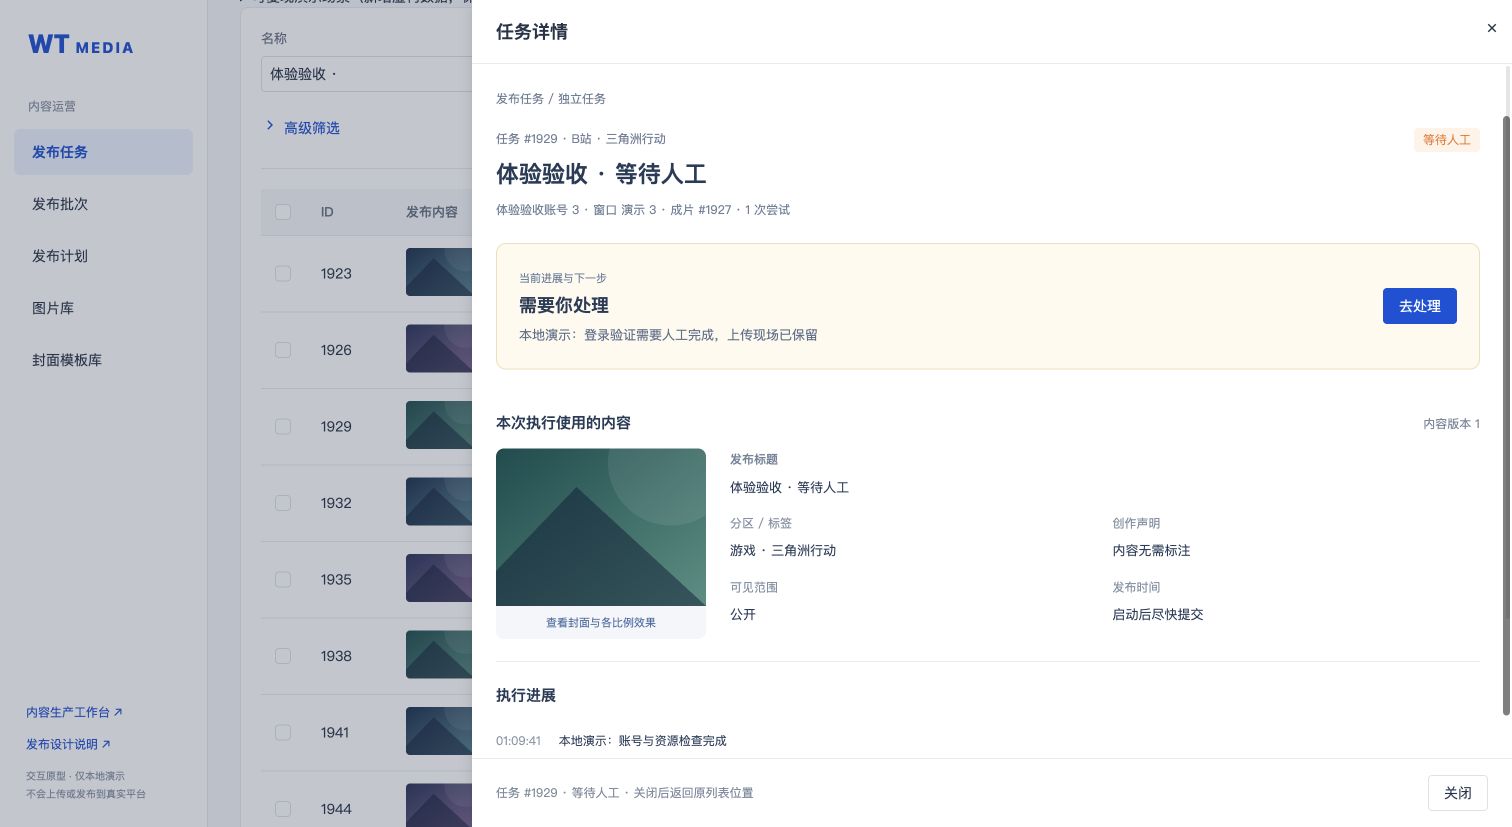 WT MEDIA
内容运营
发布任务
发布批次
发布计划
图片库
封面模板库
内容生产工作台 ↗
发布设计说明 ↗
交互原型 · 仅本地演示
不会上传或发布到真实平台
名称
体验验收 ·
高级筛选
ID 发布内容
1923
1926
1929
1932
1935
1938
1941
1944
任务详情
×
发布任务 / 独立任务
任务 #1929 · B站 · 三角洲行动
等待人工
体验验收 · 等待人工
体验验收账号 3 · 窗口 演示 3 · 成片 #1927 · 1 次尝试
当前进展与下一步
需要你处理
本地演示：登录验证需要人工完成，上传现场已保留
去处理
本次执行使用的内容
内容版本 1
查看封面与各比例效果
发布标题
体验验收 · 等待人工
分区 / 标签
游戏 · 三角洲行动
创作声明
内容无需标注
可见范围
公开
发布时间
启动后尽快提交
执行进展
01:09:41 本地演示：账号与资源检查完成
任务 #1929 · 等待人工 · 关闭后返回原列表位置
关闭